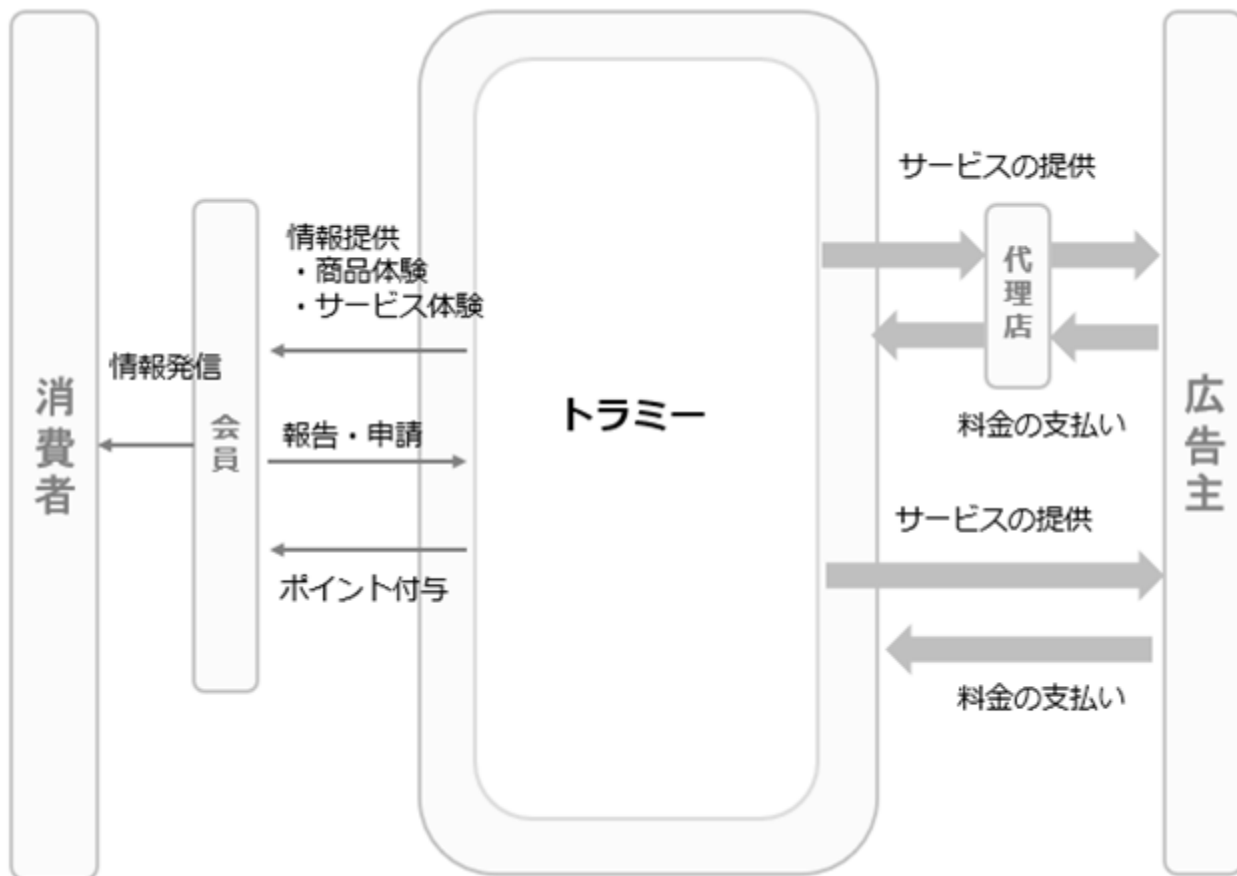 消費者
情報発信
会員
情報提供
・商品体験
・サービス体験
報告・申請
ポイント付与
トラミー
サービスの提供
代理店
料金の支払い
サービスの提供
料金の支払い
広告主